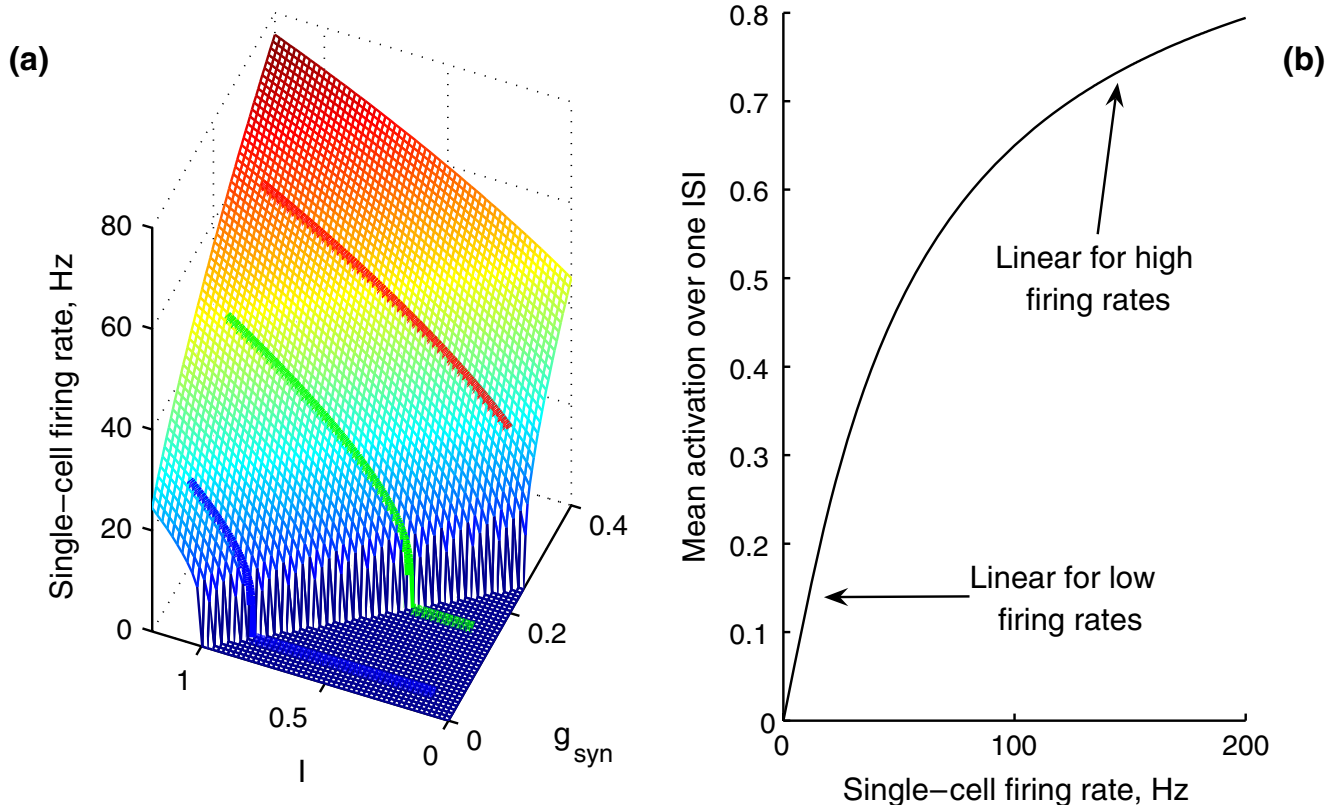 (a)
Single−cell firing rate, Hz
80
60
40
20
0
1
0.5
0
I
0
0.2
0.4
g_syn
(b)
Mean activation over one ISI
0.8
0.7
0.6
0.5
0.4
0.3
0.2
0.1
0
Linear for high
firing rates
Linear for low
firing rates
0
100
200
Single−cell firing rate, Hz